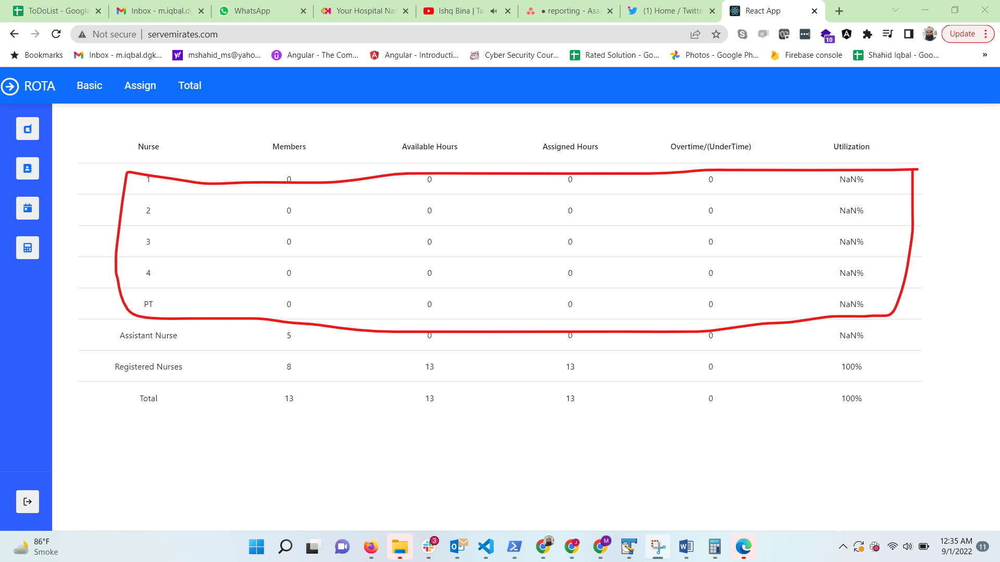 ToDoList - Google
Inbox - m.iqbal.dg
WhatsApp
Your Hospital Nar
Ishq Bina | Ta
● reporting - Asa
(1) Home / Twitte
React App
Not secure | servemirates.com
10
Update
Bookmarks
Inbox - m.iqbal.dgk...
mshahid_ms@yaho...
Angular - The Com...
Angular - Introducti...
Cyber Security Cour...
Rated Solution - Go...
Photos - Google Ph...
Firebase console
Shahid Iqbal - Goo...
»
ROTA Basic Assign Total
Nurse Members Available Hours Assigned Hours Overtime/(UnderTime) Utilization
1 0 0 0 0 NaN%
2 0 0 0 0 NaN%
3 0 0 0 0 NaN%
4 0 0 0 0 NaN%
PT 0 0 0 0 NaN%
Assistant Nurse 5 0 0 0 NaN%
Registered Nurses 8 13 13 0 100%
Total 13 13 13 0 100%
86°F
Smoke
3
J
M
12:35 AM
9/1/2022
11